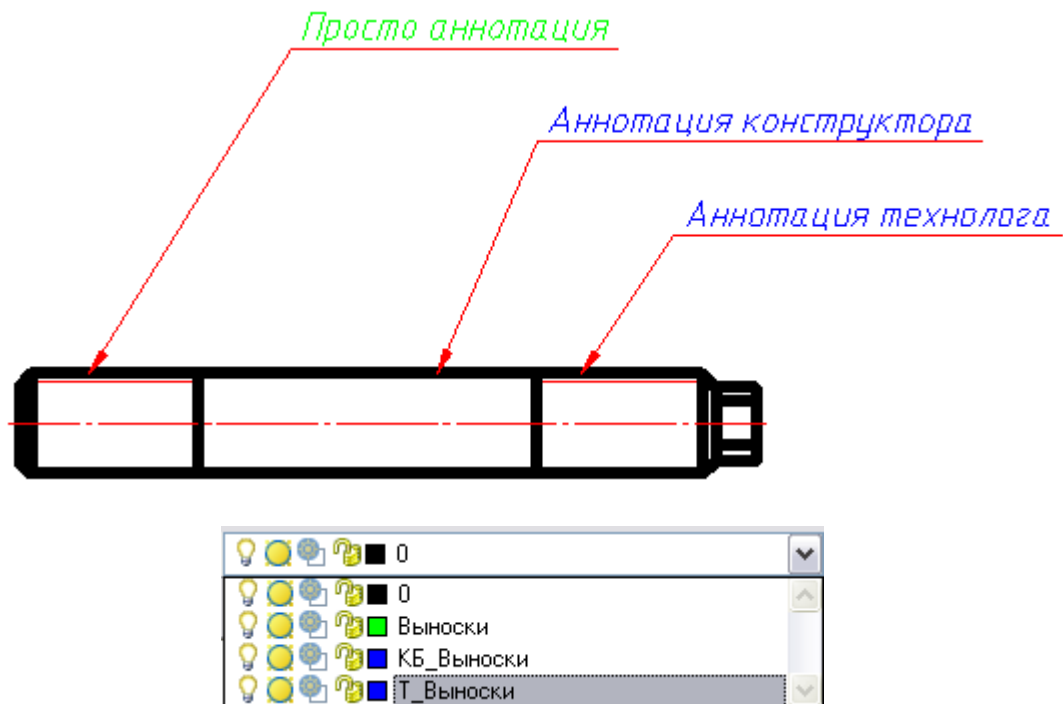 Просто аннотация
Аннотация конструктора
Аннотация технолога
0
0
Выноски
КБ_Выноски
Т_Выноски